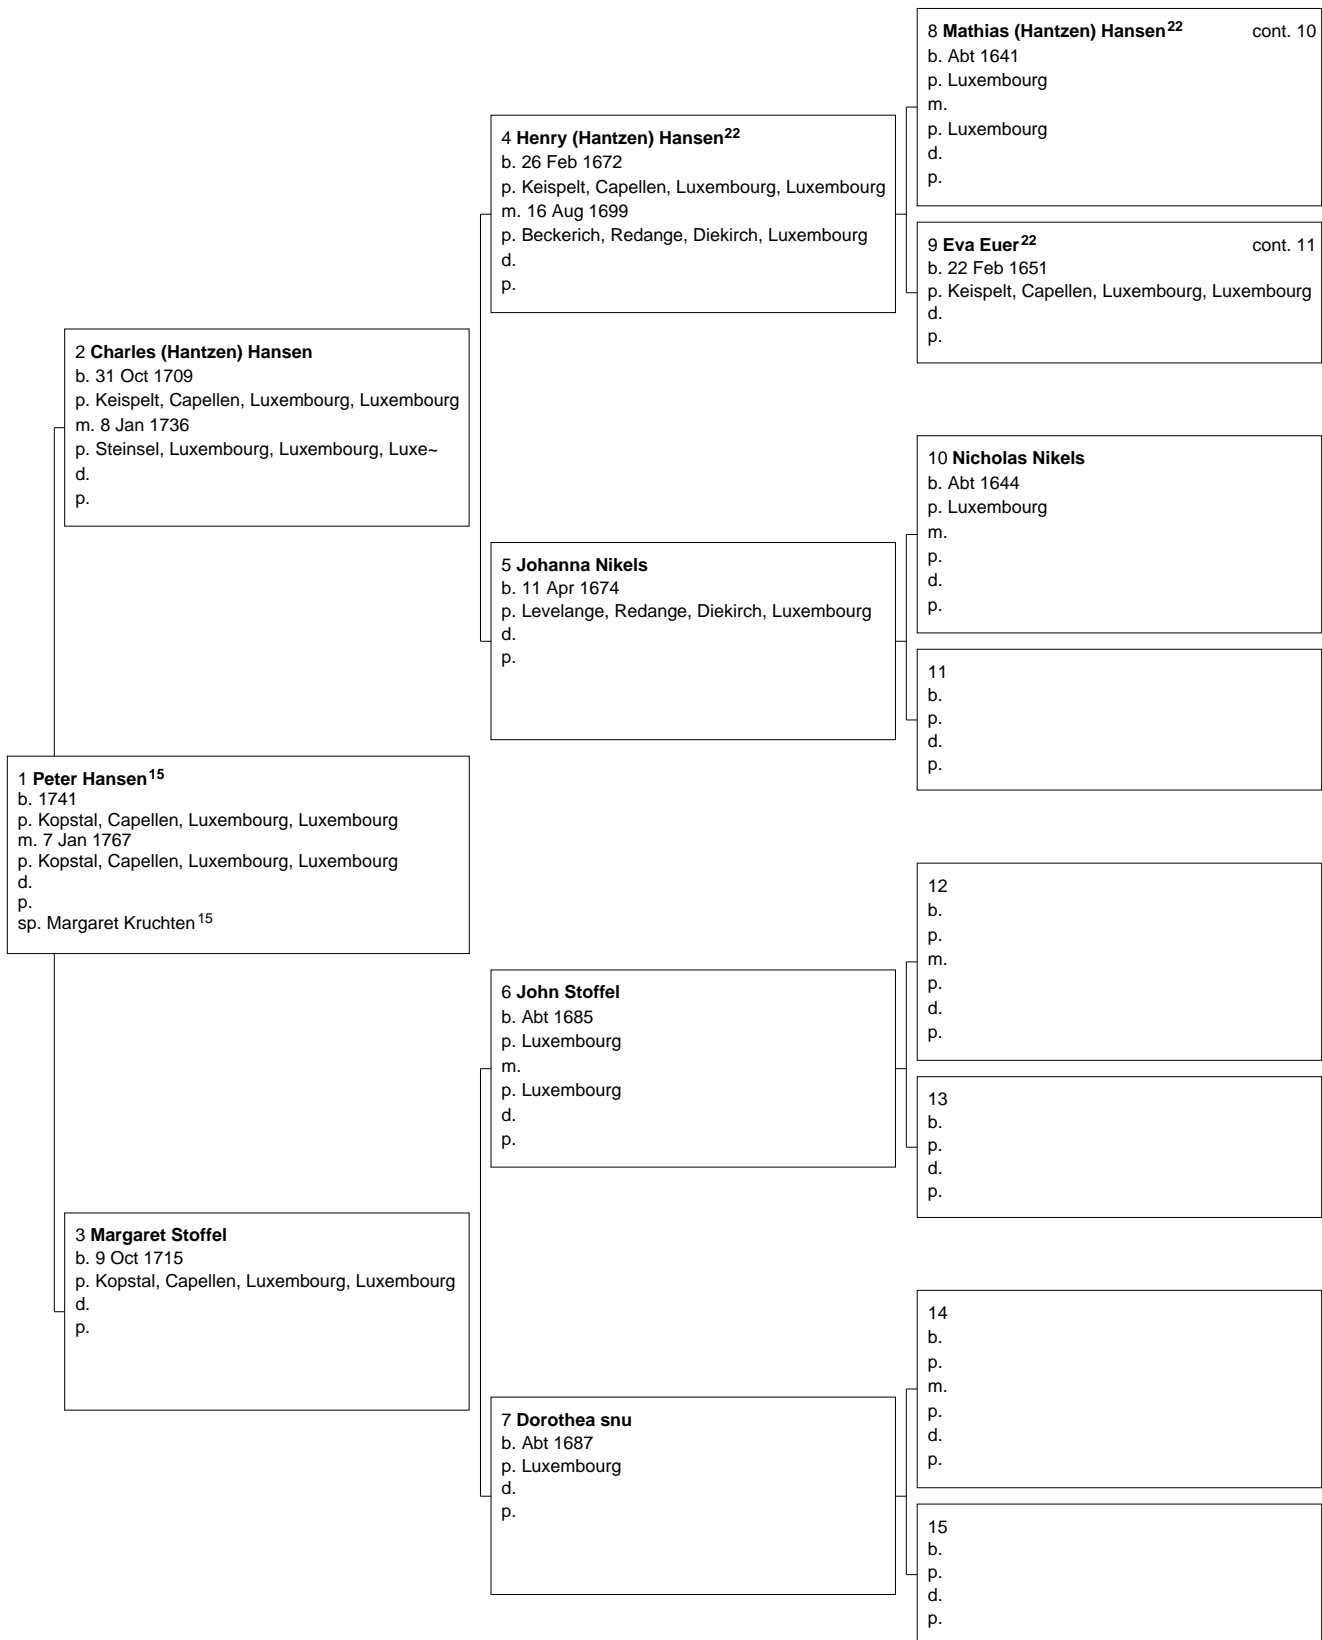 8 Mathias (Hantzen) Hansen22 cont. 10
b. Abt 1641
p. Luxembourg
m.
p. Luxembourg
d.
p.
4 Henry (Hantzen) Hansen22
b. 26 Feb 1672
p. Keispelt, Capellen, Luxembourg, Luxembourg
m. 16 Aug 1699
p. Beckerich, Redange, Diekirch, Luxembourg
d.
p.
9 Eva Euer22 cont. 11
b. 22 Feb 1651
p. Keispelt, Capellen, Luxembourg, Luxembourg
d.
p.
2 Charles (Hantzen) Hansen
b. 31 Oct 1709
p. Keispelt, Capellen, Luxembourg, Luxembourg
m. 8 Jan 1736
p. Steinsel, Luxembourg, Luxembourg, Luxe~
d.
p.
10 Nicholas Nikels
b. Abt 1644
p. Luxembourg
m.
p.
d.
p.
5 Johanna Nikels
b. 11 Apr 1674
p. Levelange, Redange, Diekirch, Luxembourg
d.
p.
11
b.
p.
d.
p.
1 Peter Hansen15
b. 1741
p. Kopstal, Capellen, Luxembourg, Luxembourg
m. 7 Jan 1767
p. Kopstal, Capellen, Luxembourg, Luxembourg
d.
p.
sp. Margaret Kruchten15
12
b.
p.
m.
p.
d.
p.
6 John Stoffel
b. Abt 1685
p. Luxembourg
m.
p. Luxembourg
d.
p.
13
b.
p.
d.
p.
3 Margaret Stoffel
b. 9 Oct 1715
p. Kopstal, Capellen, Luxembourg, Luxembourg
d.
p.
14
b.
p.
m.
p.
d.
p.
7 Dorothea snu
b. Abt 1687
p. Luxembourg
d.
p.
15
b.
p.
d.
p.